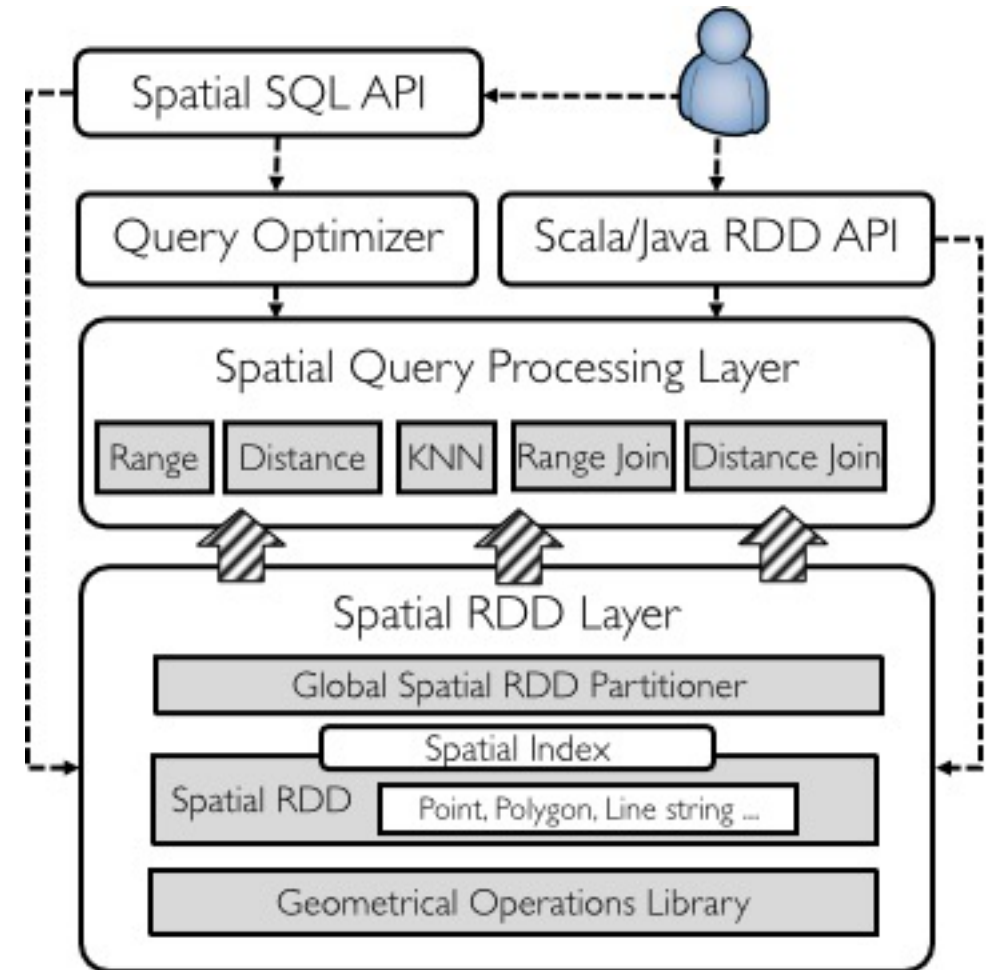 Spatial SQL API
Query Optimizer
Scala/Java RDD API
Spatial Query Processing Layer
Range
Distance
KNN
Range Join
Distance Join
Spatial RDD Layer
Global Spatial RDD Partitioner
Spatial Index
Spatial RDD
Point, Polygon, Line string ...
Geometrical Operations Library